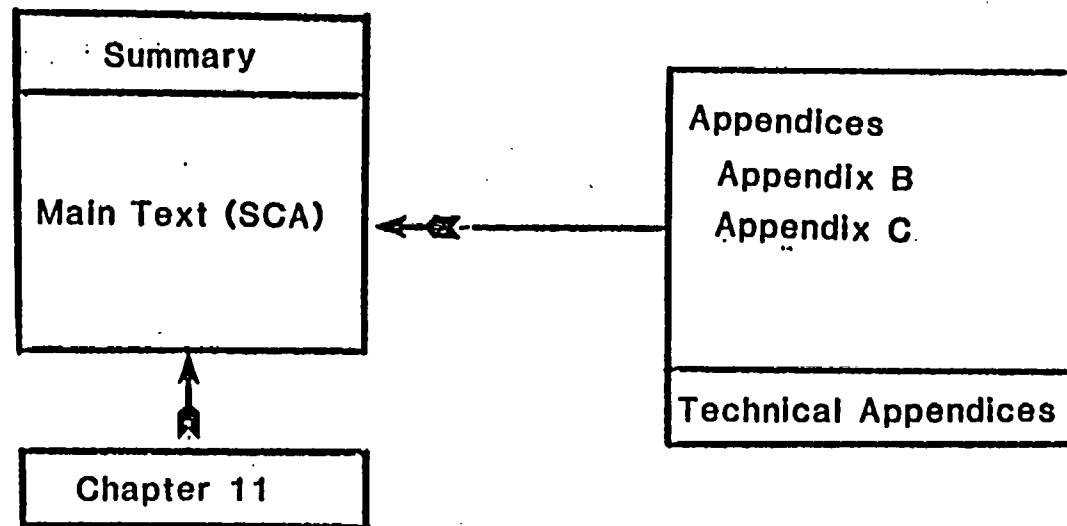 Summary
Main Text (SCA)
Chapter 11
Appendices
Appendix B
Appendix C
Technical Appendices